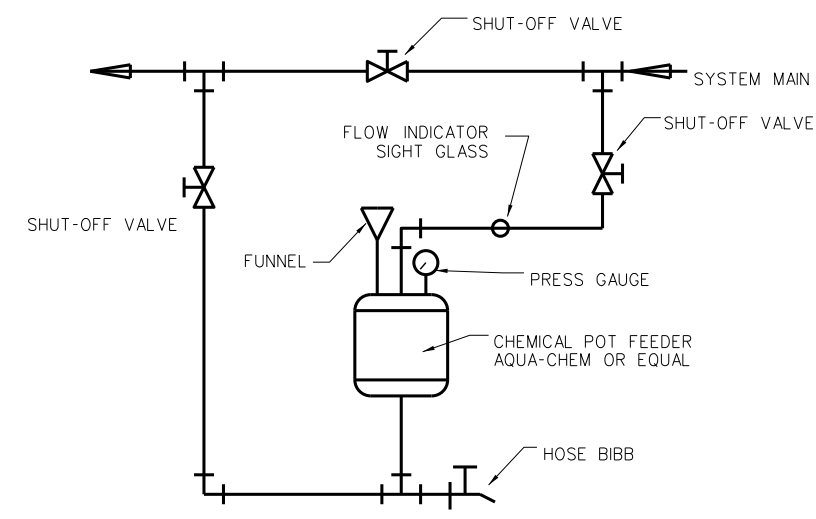 SHUT-OFF VALVE
SYSTEM MAIN
SHUT-OFF VALVE
FLOW INDICATOR
SIGHT GLASS
SHUT-OFF VALVE
FUNNEL
PRESS GAUGE
CHEMICAL POT FEEDER
AQUA-CHEM OR EQUAL
HOSE BIBB